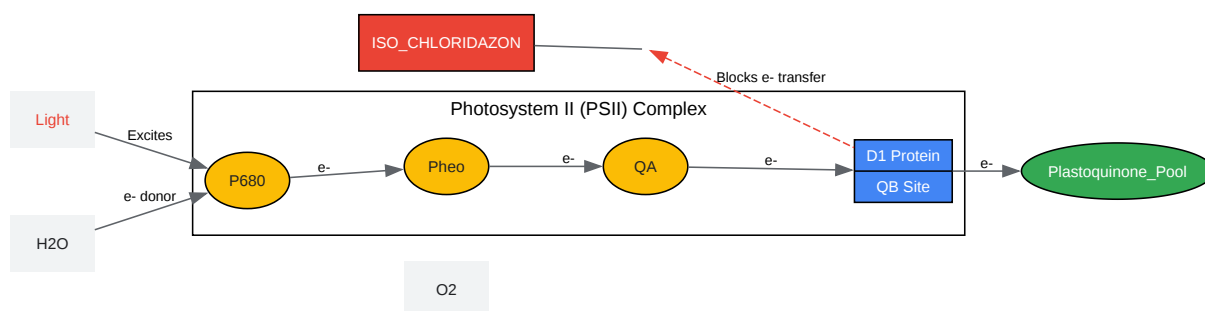 ISO_CHLORIDAZON
Blocks e- transfer
Photosystem II (PSII) Complex
Light
Excites
P680
e-
Pheo
e-
QA
e-
D1 Protein
QB Site
e-
Plastoquinone_Pool
e- donor
H2O
O2